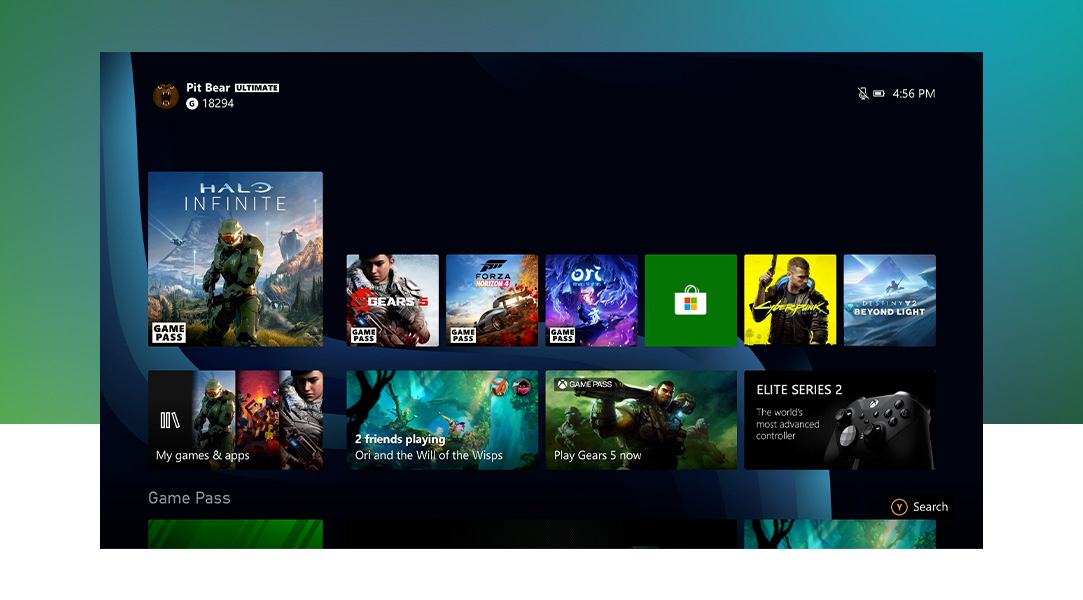 Pit Bear ULTIMATE
G 18294
4:56 PM
HALO
INFINITE
GAME
PASS
GEARS 5
GAME
PASS
FORZA
HORIZON 4
GAME
PASS
ori
GAME
PASS
Cyberpunk
DESTINY 2
BEYOND LIGHT
My games & apps
2 friends playing
Ori and the Will of the Wisps
GAME PASS
Play Gears 5 now
ELITE SERIES 2
The world's
most advanced
controller
Game Pass
Y Search